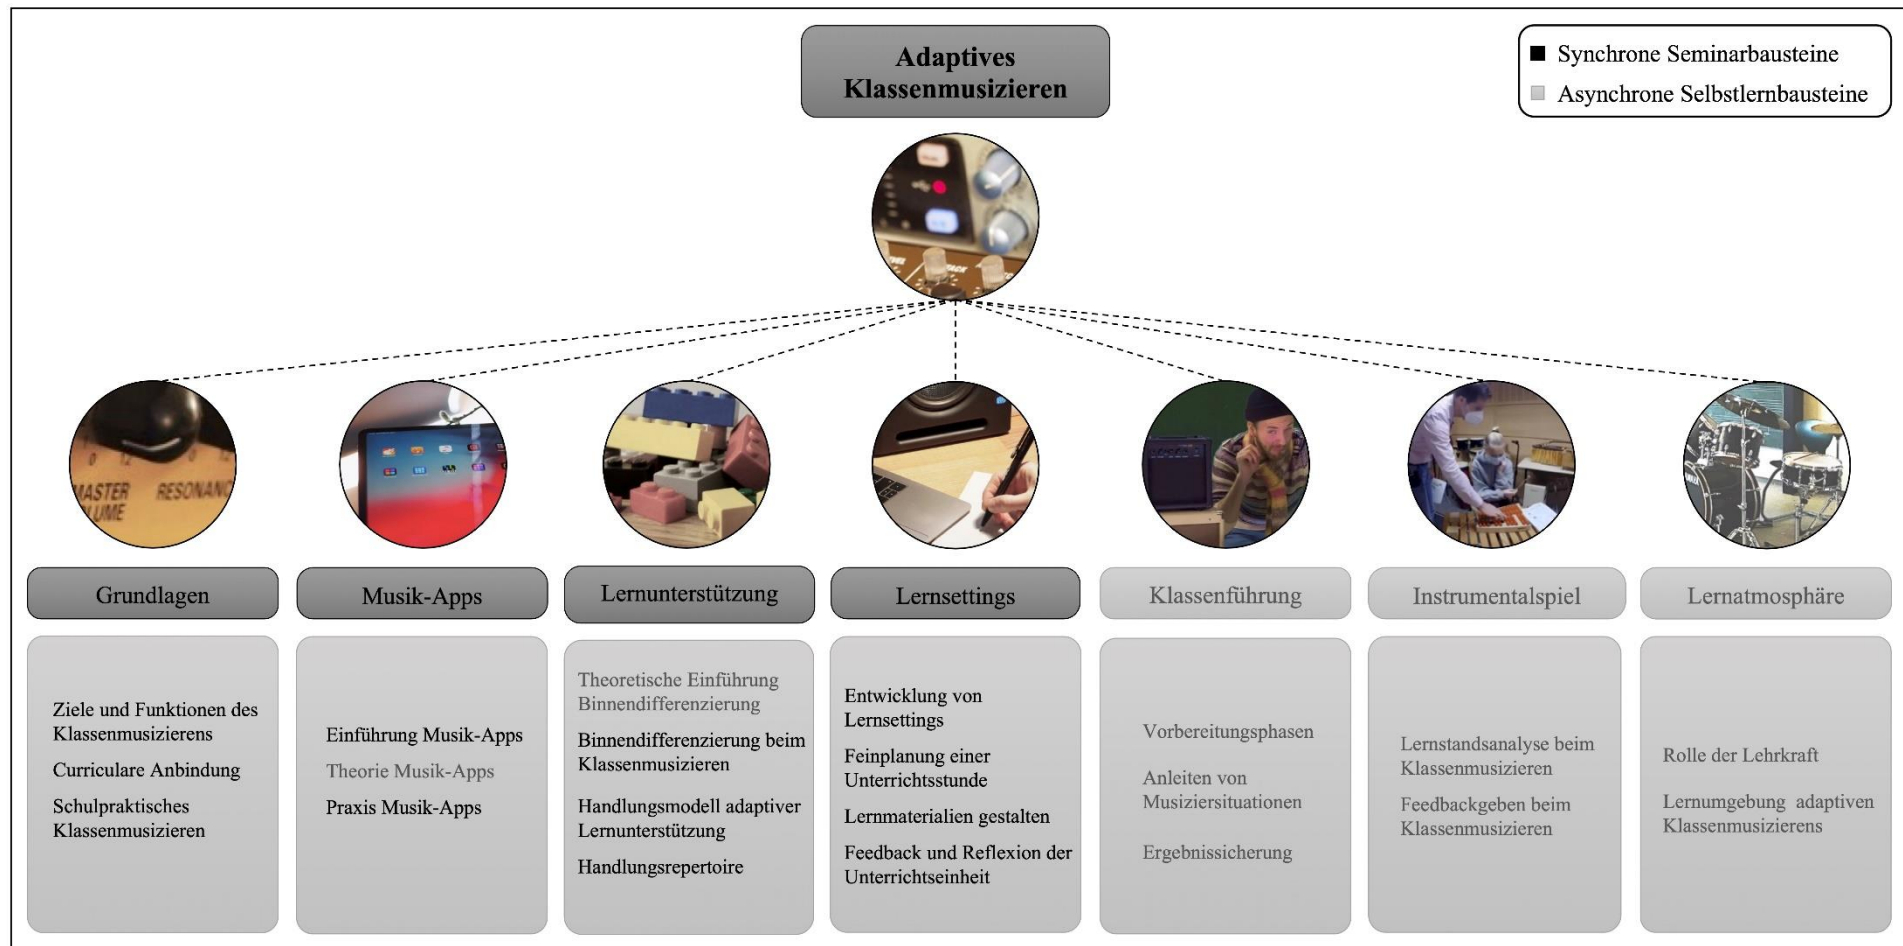 Adaptives
Klassenmusizieren
Synchrone Seminarbausteine
Asynchrone Selbstlernbausteine
MASTER
RESONANC
Grundlagen
Ziele und Funktionen des
Klassenmusizierens
Curriculare Anbindung
Schulpraktisches
Klassenmusizieren
Musik-Apps
Einführung Musik-Apps
Theorie Musik-Apps
Praxis Musik-Apps
Lernunterstützung
Theoretische Einführung
Binnendifferenzierung
Binnendifferenzierung beim
Klassenmusizieren
Handlungsmodell adaptiver
Lernunterstützung
Handlungsrepertoire
Lernsettings
Entwicklung von
Lernsettings
Feinplanung einer
Unterrichtsstunde
Lernmaterialien gestalten
Feedback und Reflexion der
Unterrichtseinheit
Klassenführung
Vorbereitungsphasen
Anleiten von
Musiziersituationen
Ergebnissicherung
Instrumentalspiel
Lernstandsanalyse beim
Klassenmusizieren
Feedbackgeben beim
Klassenmusizieren
Lernatmosphäre
Rolle der Lehrkraft
Lernumgebung adaptiven
Klassenmusizierens